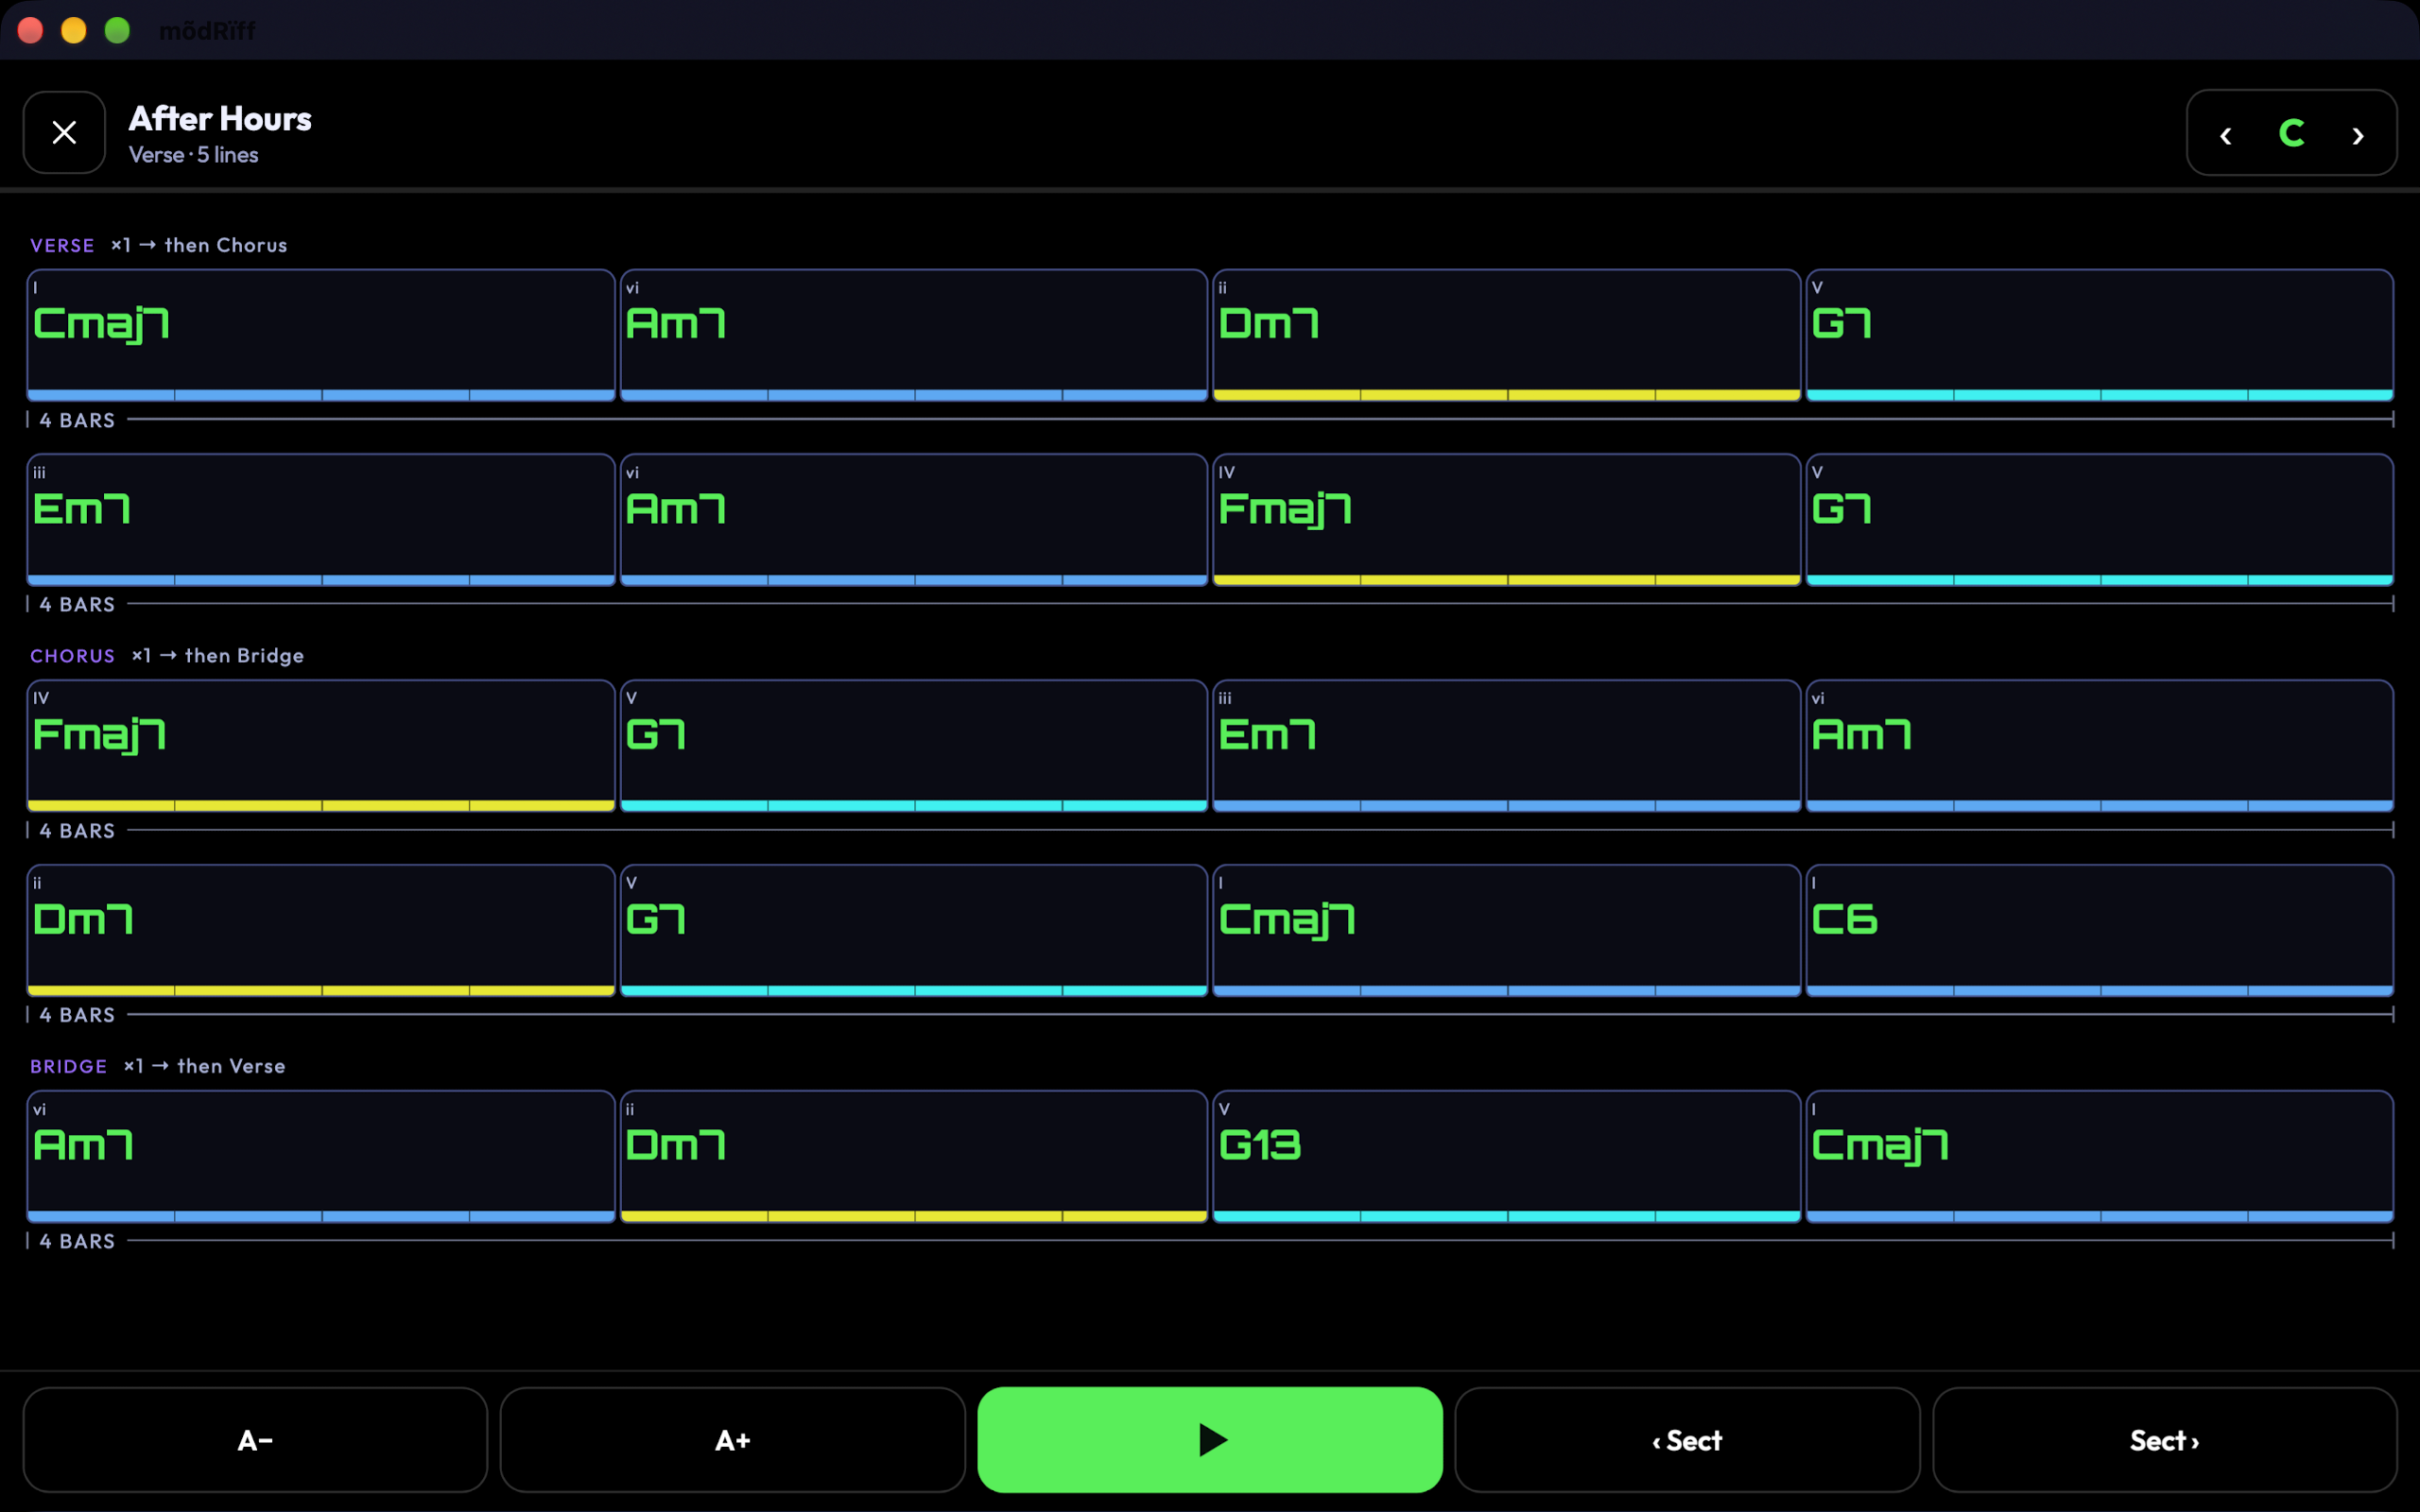 mõdRïff
After Hours
Verse · 5 lines
‹ C ›
VERSE ×1 → then Chorus
I vi ii V
Cmaj7 Am7 Dm7 G7
4 BARS
iii vi IV V
Em7 Am7 Fmaj7 G7
4 BARS
CHORUS ×1 → then Bridge
IV V iii vi
Fmaj7 G7 Em7 Am7
4 BARS
ii V I I
Dm7 G7 Cmaj7 C6
4 BARS
BRIDGE ×1 → then Verse
vi ii V I
Am7 Dm7 G13 Cmaj7
4 BARS
A− A+ ‹ Sect Sect ›